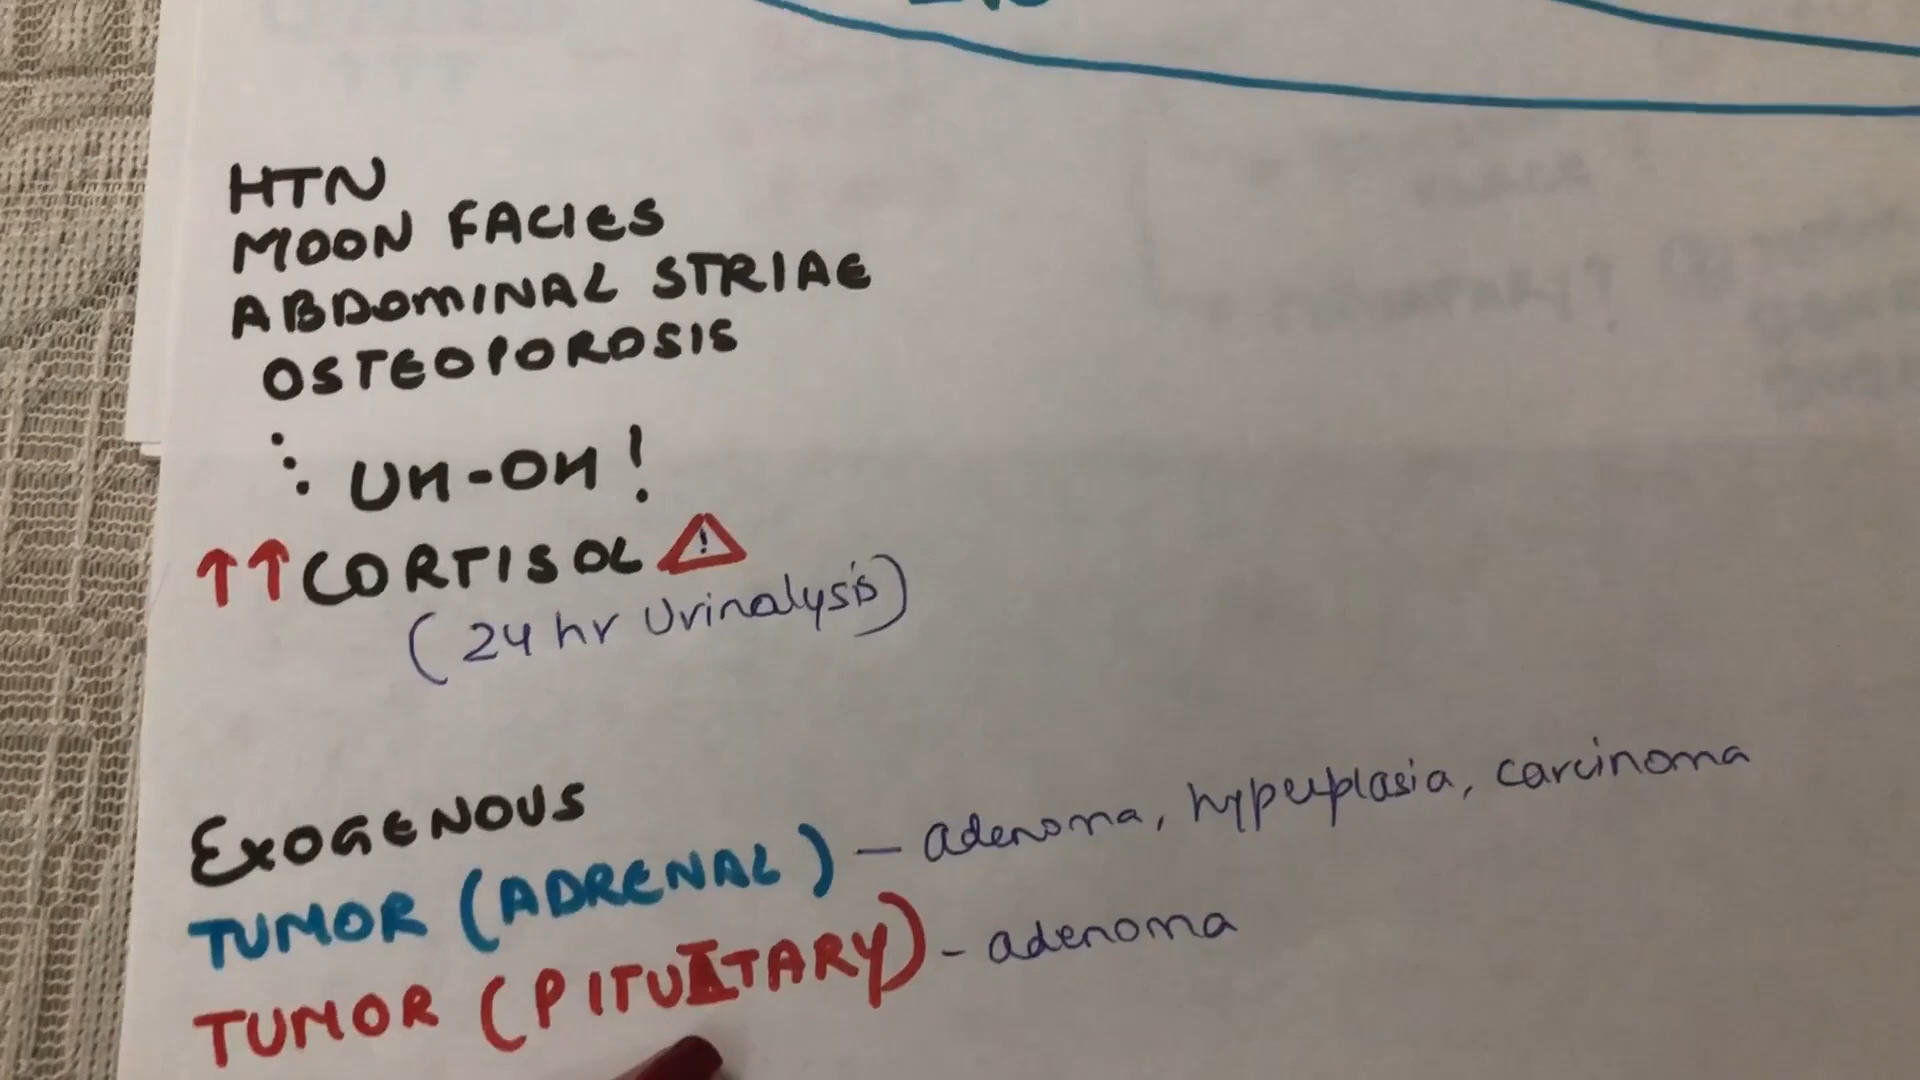 HTN
MOON FACIES
ABDOMINAL STRIAE
OSTEOPOROSIS
UH-OH!
↑↑CORTISOL ⚠
(24 hr Urinalysis)
EXOGENOUS
TUMOR (ADRENAL) - adenoma, hyperplasia, carcinoma
TUMOR (PITUITARY) - adenoma